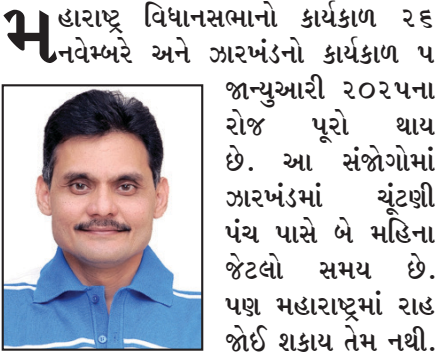 મહારાષ્ટ્ર વિધાનસભાનો કાર્યકાળ ૨૬
નવેમ્બરે અને ઝારખંડનો કાર્યકાળ ૫
જાન્યુઆરી ૨૦૨૫ના
રોજ પૂરો થાય
છે. આ સંજોગોમાં
ઝારખંડમાં ચૂંટણી
પંચ પાસે બે મહિના
જેટલો સમય છે.
પણ મહારાષ્ટ્રમાં રાહ
જોઈ શકાય તેમ નથી.